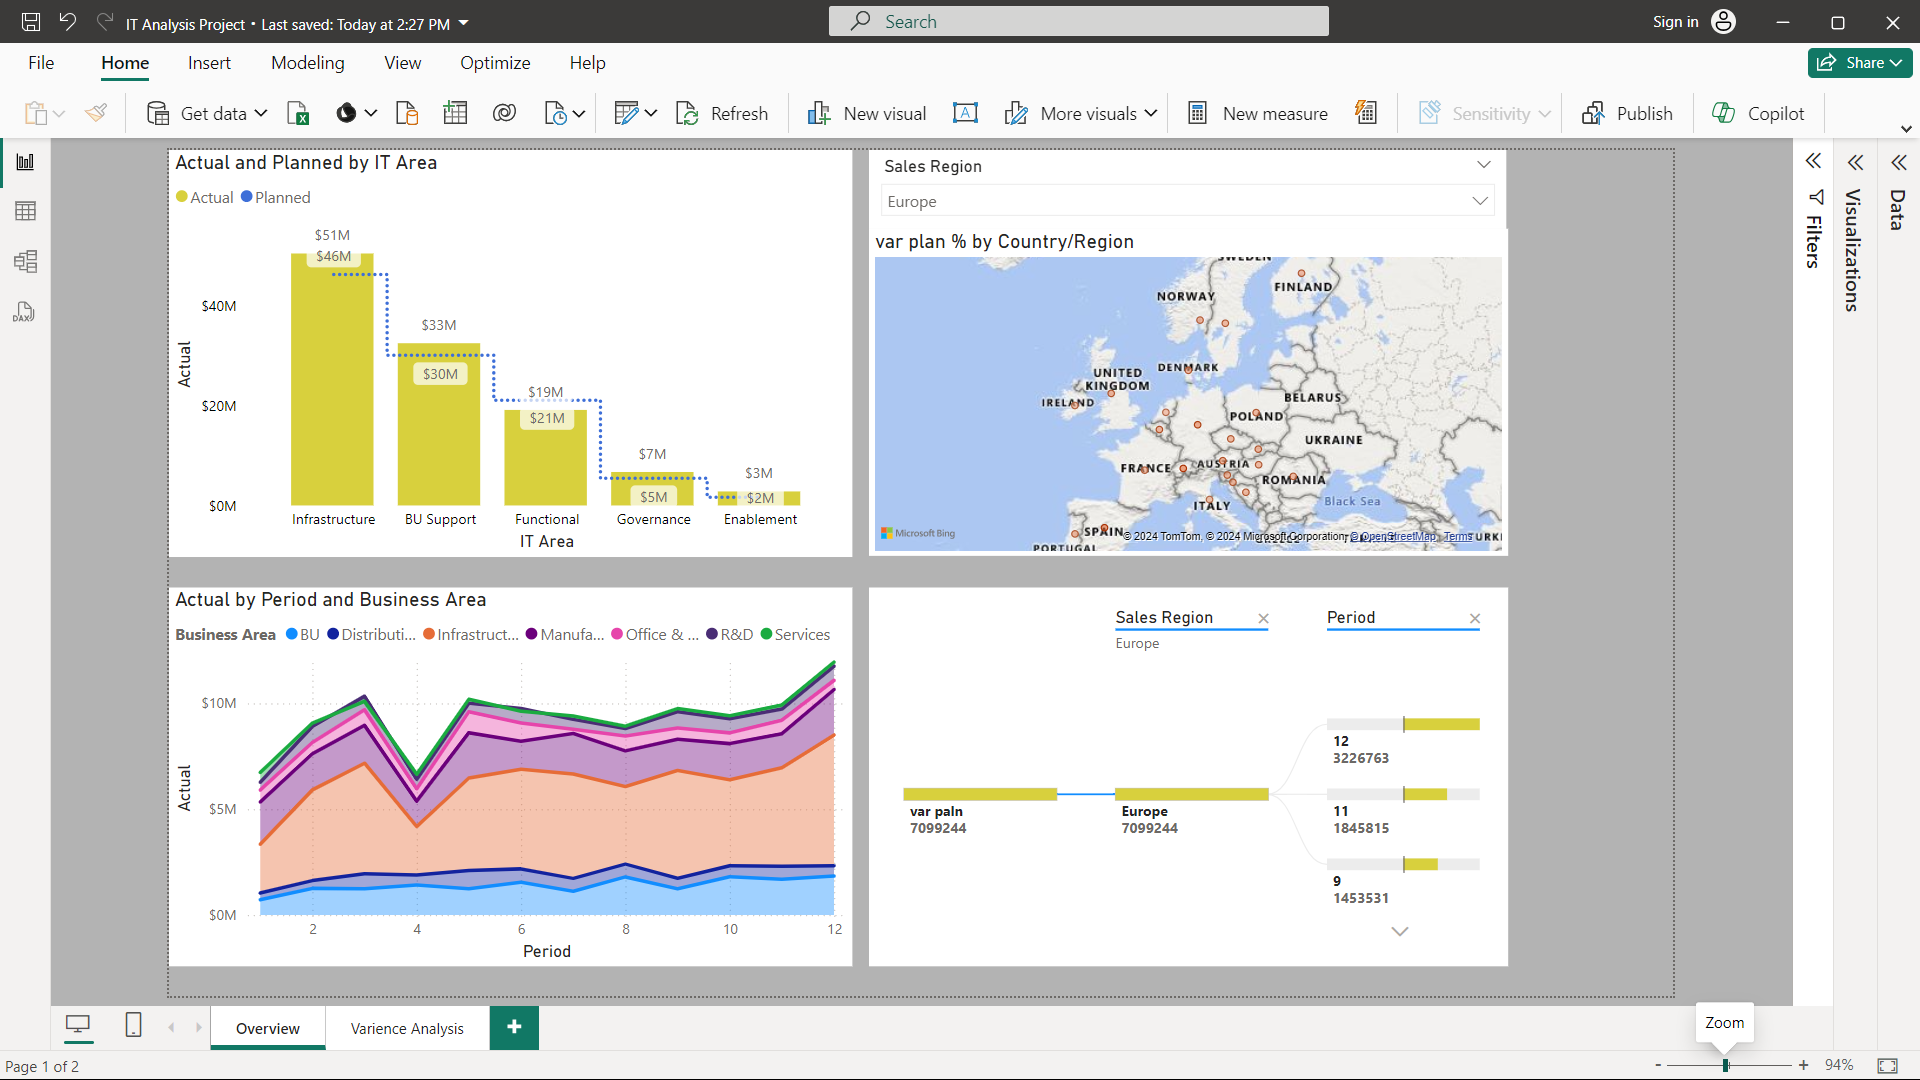 IT Analysis Project • Last saved: Today at 2:27 PM
Search
Sign in
File
Home
Insert
Modeling
View
Optimize
Help
Share
Get data
Refresh
New visual
More visuals
New measure
Sensitivity
Publish
Copilot
Actual and Planned by IT Area
Actual
Planned
$51M
$46M
$33M
$30M
$19M
$21M
$7M
$5M
$3M
$2M
$40M
$20M
$0M
Actual
Infrastructure
BU Support
Functional
Governance
Enablement
IT Area
Sales Region
Europe
var plan % by Country/Region
SWEDEN
NORWAY
FINLAND
DENMARK
UNITED
KINGDOM
IRELAND
BELARUS
POLAND
UKRAINE
FRANCE
AUSTRIA
ROMANIA
ITALY
Black Sea
SPAIN
PORTUGAL
Microsoft Bing
© 2024 TomTom, © 2024 Microsoft Corporation, © OpenStreetMap Terms
Actual by Period and Business Area
Business Area
BU
Distributi...
Infrastruct...
Manufa...
Office & ...
R&D
Services
$10M
$5M
$0M
Actual
2
4
6
8
10
12
Period
Sales Region
Europe
Period
var paln
7099244
Europe
7099244
12
3226763
11
1845815
9
1453531
Filters
Visualizations
Data
DAX
Overview
Varience Analysis
+
Zoom
Page 1 of 2
-
+
94%